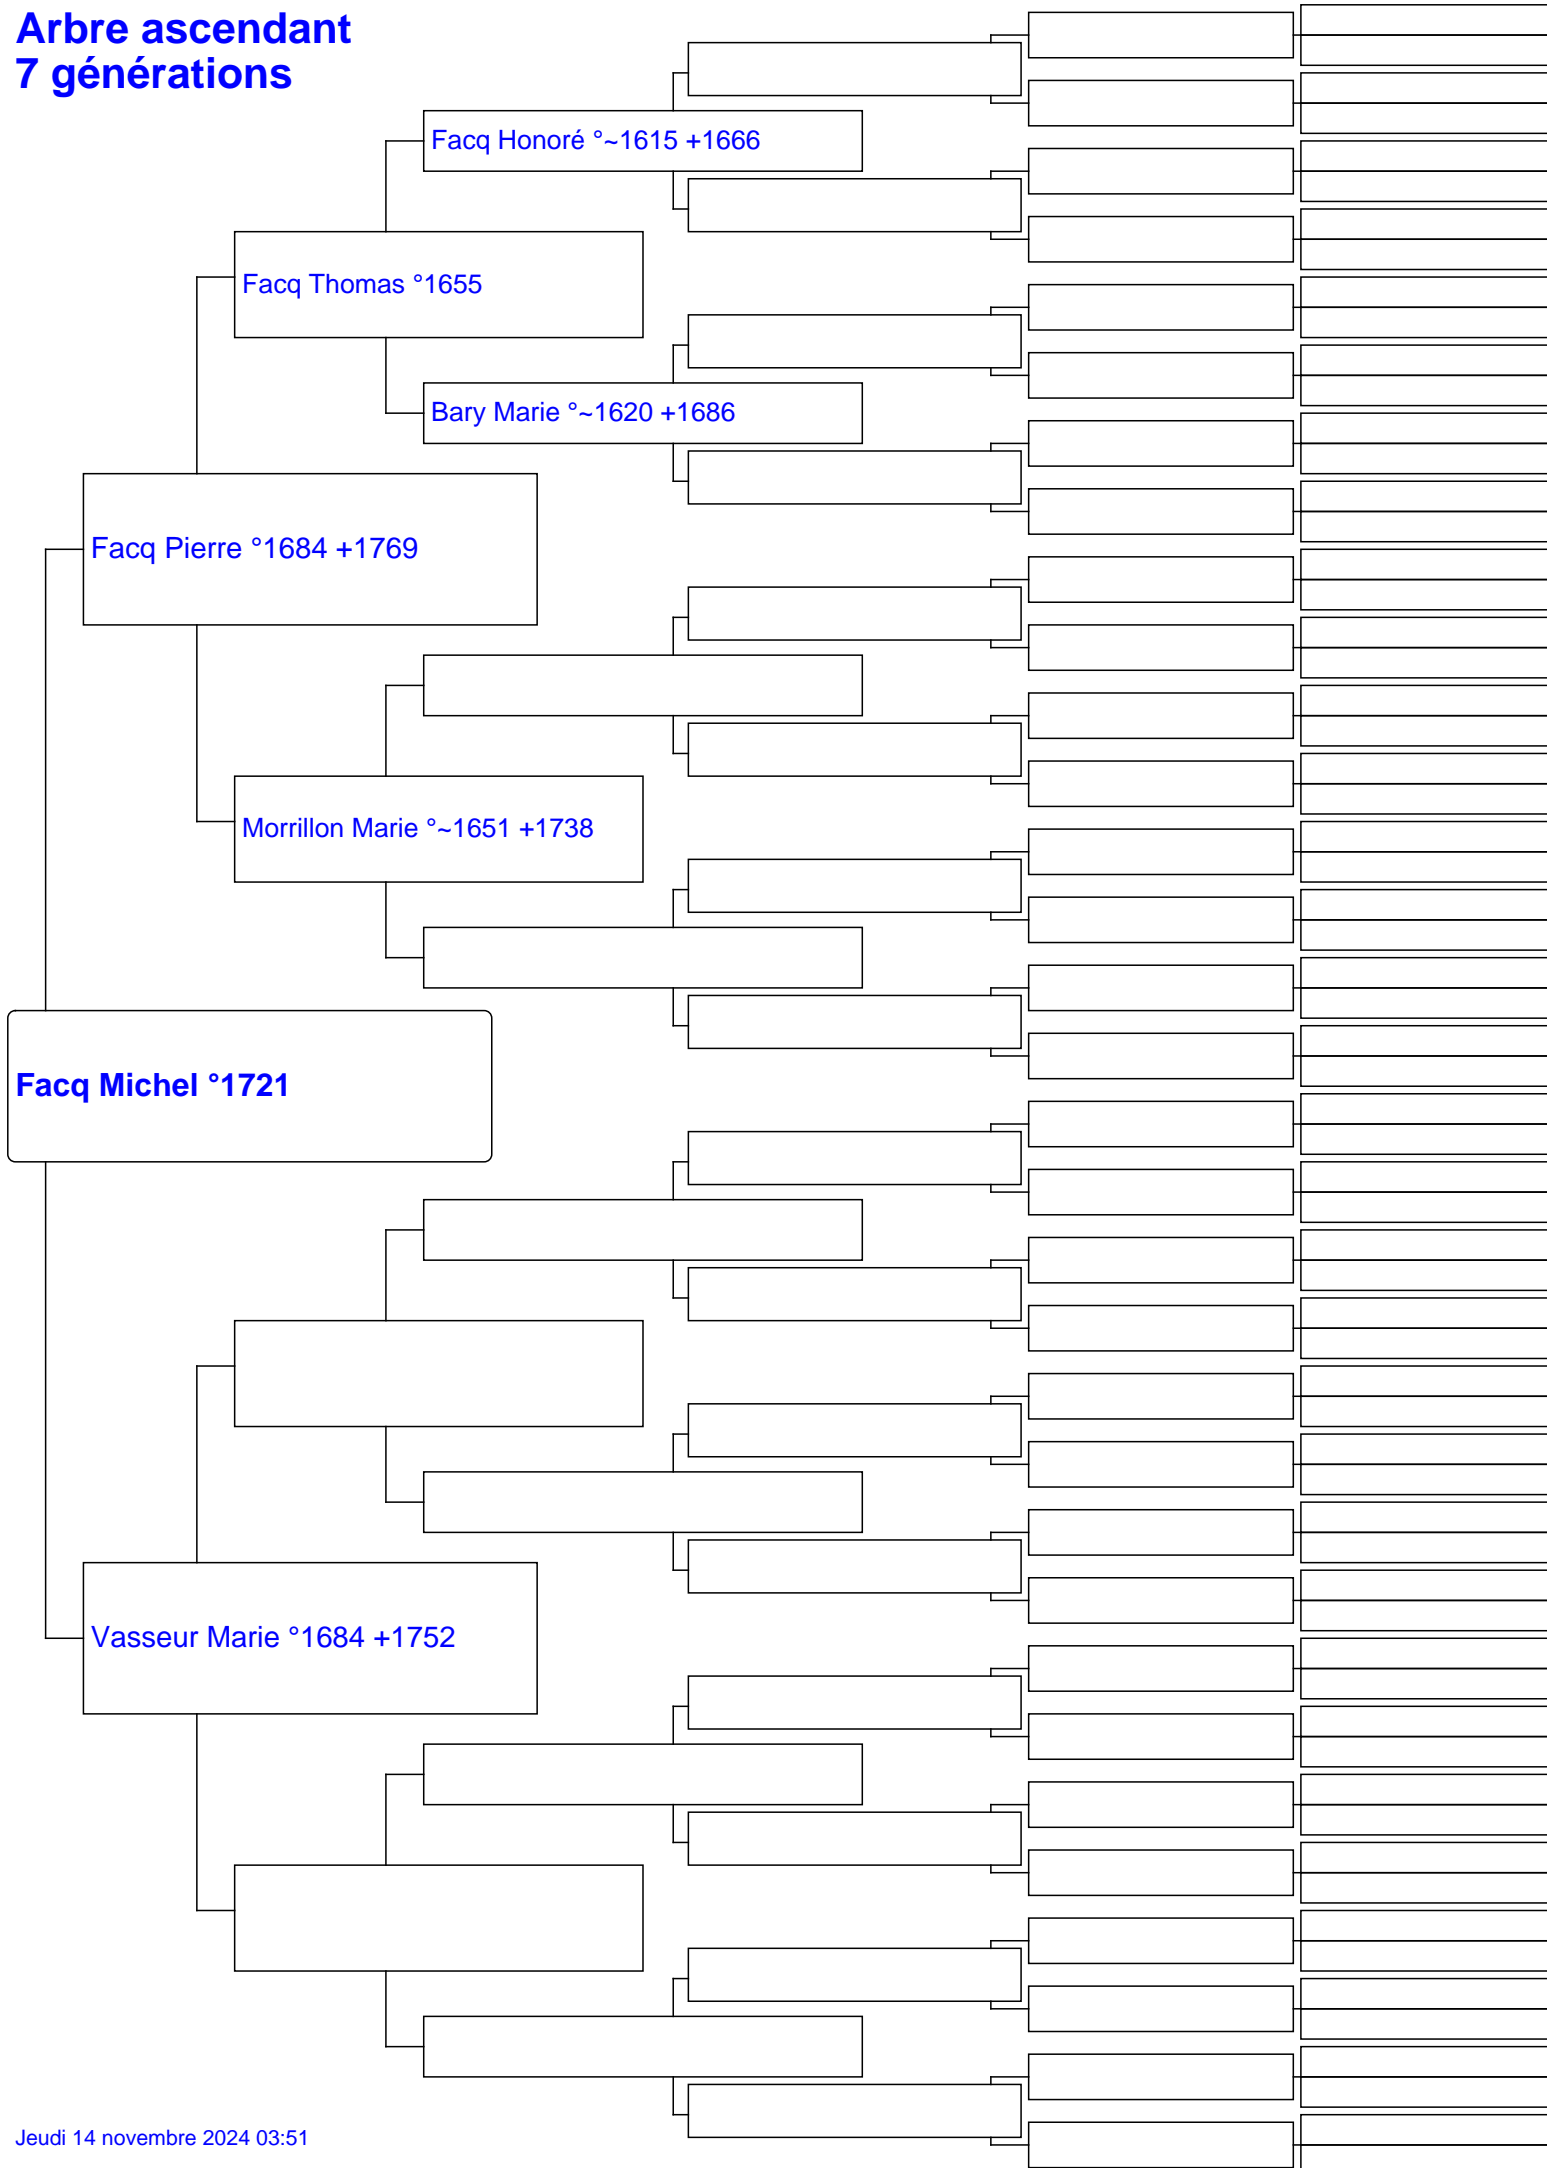 Arbre ascendant
7 générations
Facq Honoré °~1615 +1666
Facq Thomas °1655
Bary Marie °~1620 +1686
Facq Pierre °1684 +1769
Morrillon Marie °~1651 +1738
Facq Michel °1721
Vasseur Marie °1684 +1752
Jeudi 14 novembre 2024 03:51